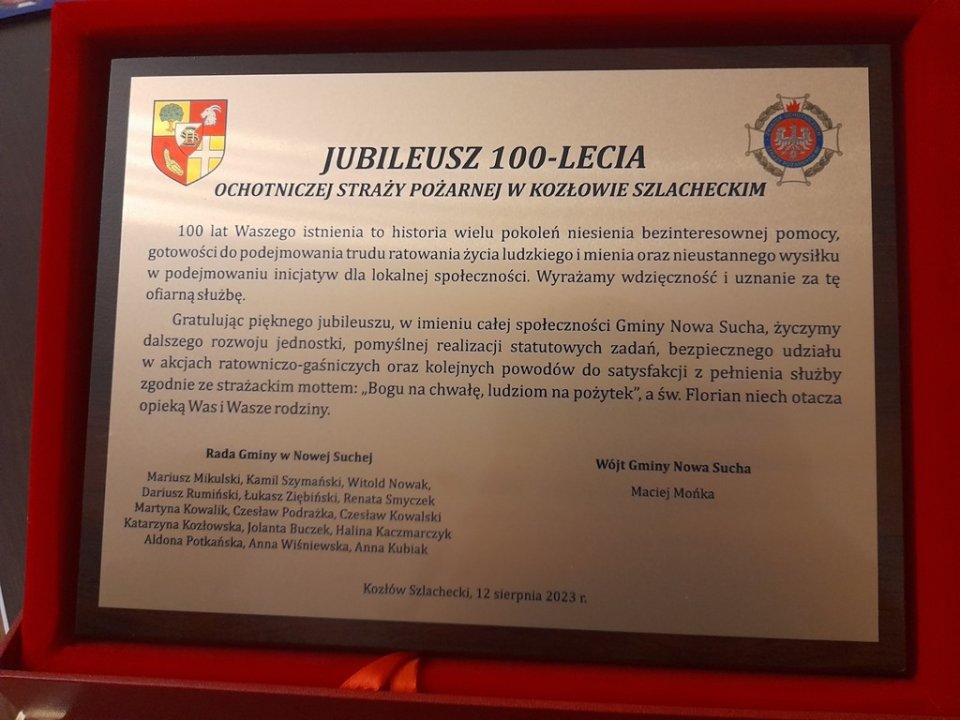 JUBILEUSZ 100-LECIA
OCHOTNICZEJ STRAŻY POŻARNEJ W KOZŁOWIE SZLACHECKIM
100 lat Waszego istnienia to historia wielu pokoleń niesienia bezinteresownej pomocy,
gotowości do podejmowania trudu ratowania życia ludzkiego i mienia oraz nieustannego wysiłku
w podejmowaniu inicjatyw dla lokalnej społeczności. Wyrażamy wdzięczność i uznanie za tę
ofiarną służbę.
Gratulując pięknego jubileuszu, w imieniu całej społeczności Gminy Nowa Sucha, życzymy
dalszego rozwoju jednostki, pomyślnej realizacji statutowych zadań, bezpiecznego udziału
w akcjach ratowniczo-gaśniczych oraz kolejnych powodów do satysfakcji z pełnienia służby
zgodnie ze strażackim mottem: „Bogu na chwałę, ludziom na pożytek”, a św. Florian niech otacza
opieką Was i Wasze rodziny.
Rada Gminy w Nowej Suchej
Mariusz Mikulski, Kamil Szymański, Witold Nowak,
Dariusz Rumiński, Łukasz Ziębiński, Renata Smyczek
Martyna Kowalik, Czesław Podrażka, Czesław Kowalski
Katarzyna Kozłowska, Jolanta Buczek, Halina Kaczmarczyk
Aldona Potkańska, Anna Wiśniewska, Anna Kubiak
Wójt Gminy Nowa Sucha
Maciej Mońka
Kozłów Szlachecki, 12 sierpnia 2023 r.